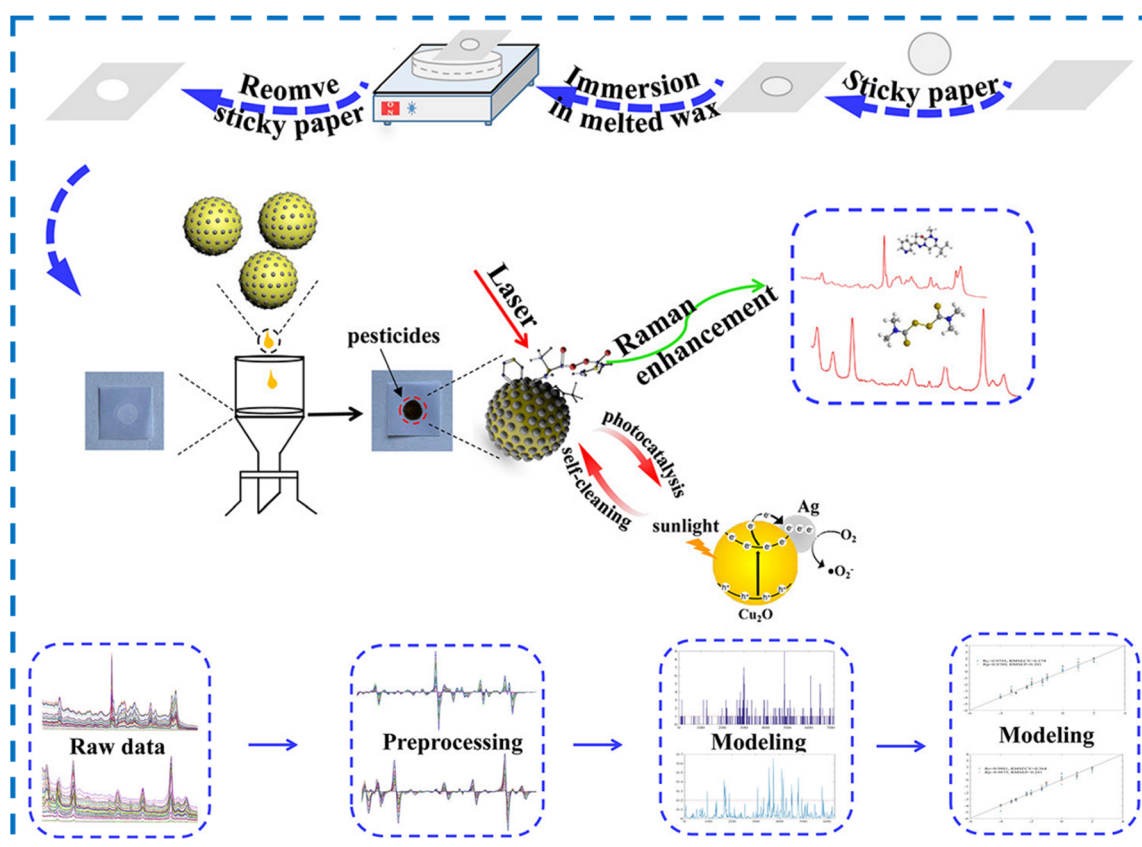 Reomve
sticky paper
Immersion
in melted wax
Sticky paper
ON
pesticides
Laser
Raman
enhancement
photocatalysis
self-cleaning
sunlight
Ag
e⁻ e⁻ e⁻
e⁻
e⁻
e⁻ e⁻ e⁻ e⁻
O₂
•O₂⁻
h⁺ h⁺ h⁺ h⁺
Cu₂O
Raw data
Preprocessing
Modeling
Modeling